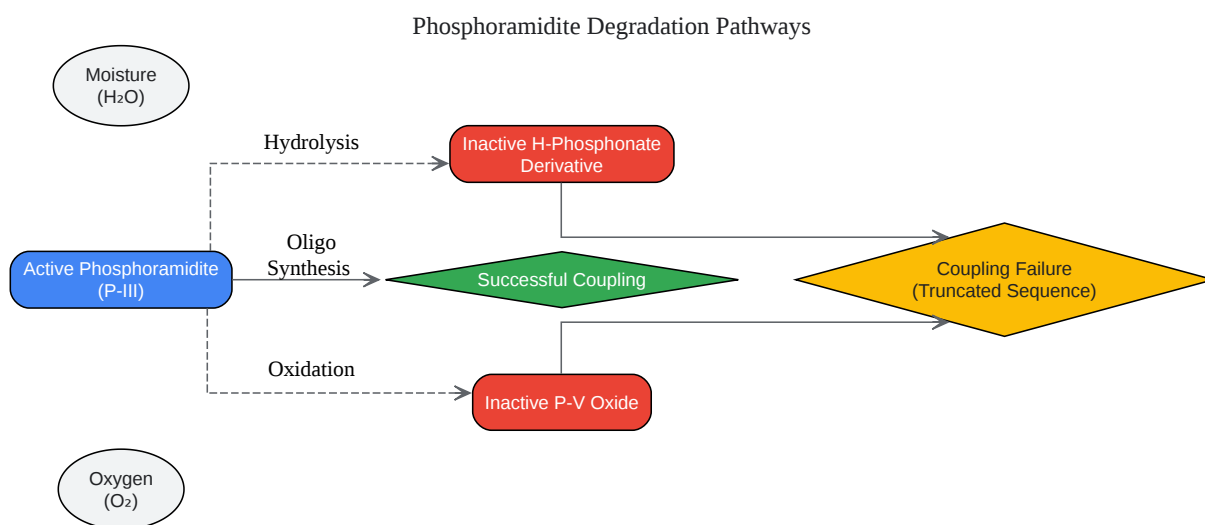 Phosphoramidite Degradation Pathways
Moisture
(H₂O)
Hydrolysis
Inactive H-Phosphonate
Derivative
Active Phosphoramidite
(P-III)
Oligo
Synthesis
Successful Coupling
Coupling Failure
(Truncated Sequence)
Oxidation
Inactive P-V Oxide
Oxygen
(O₂)